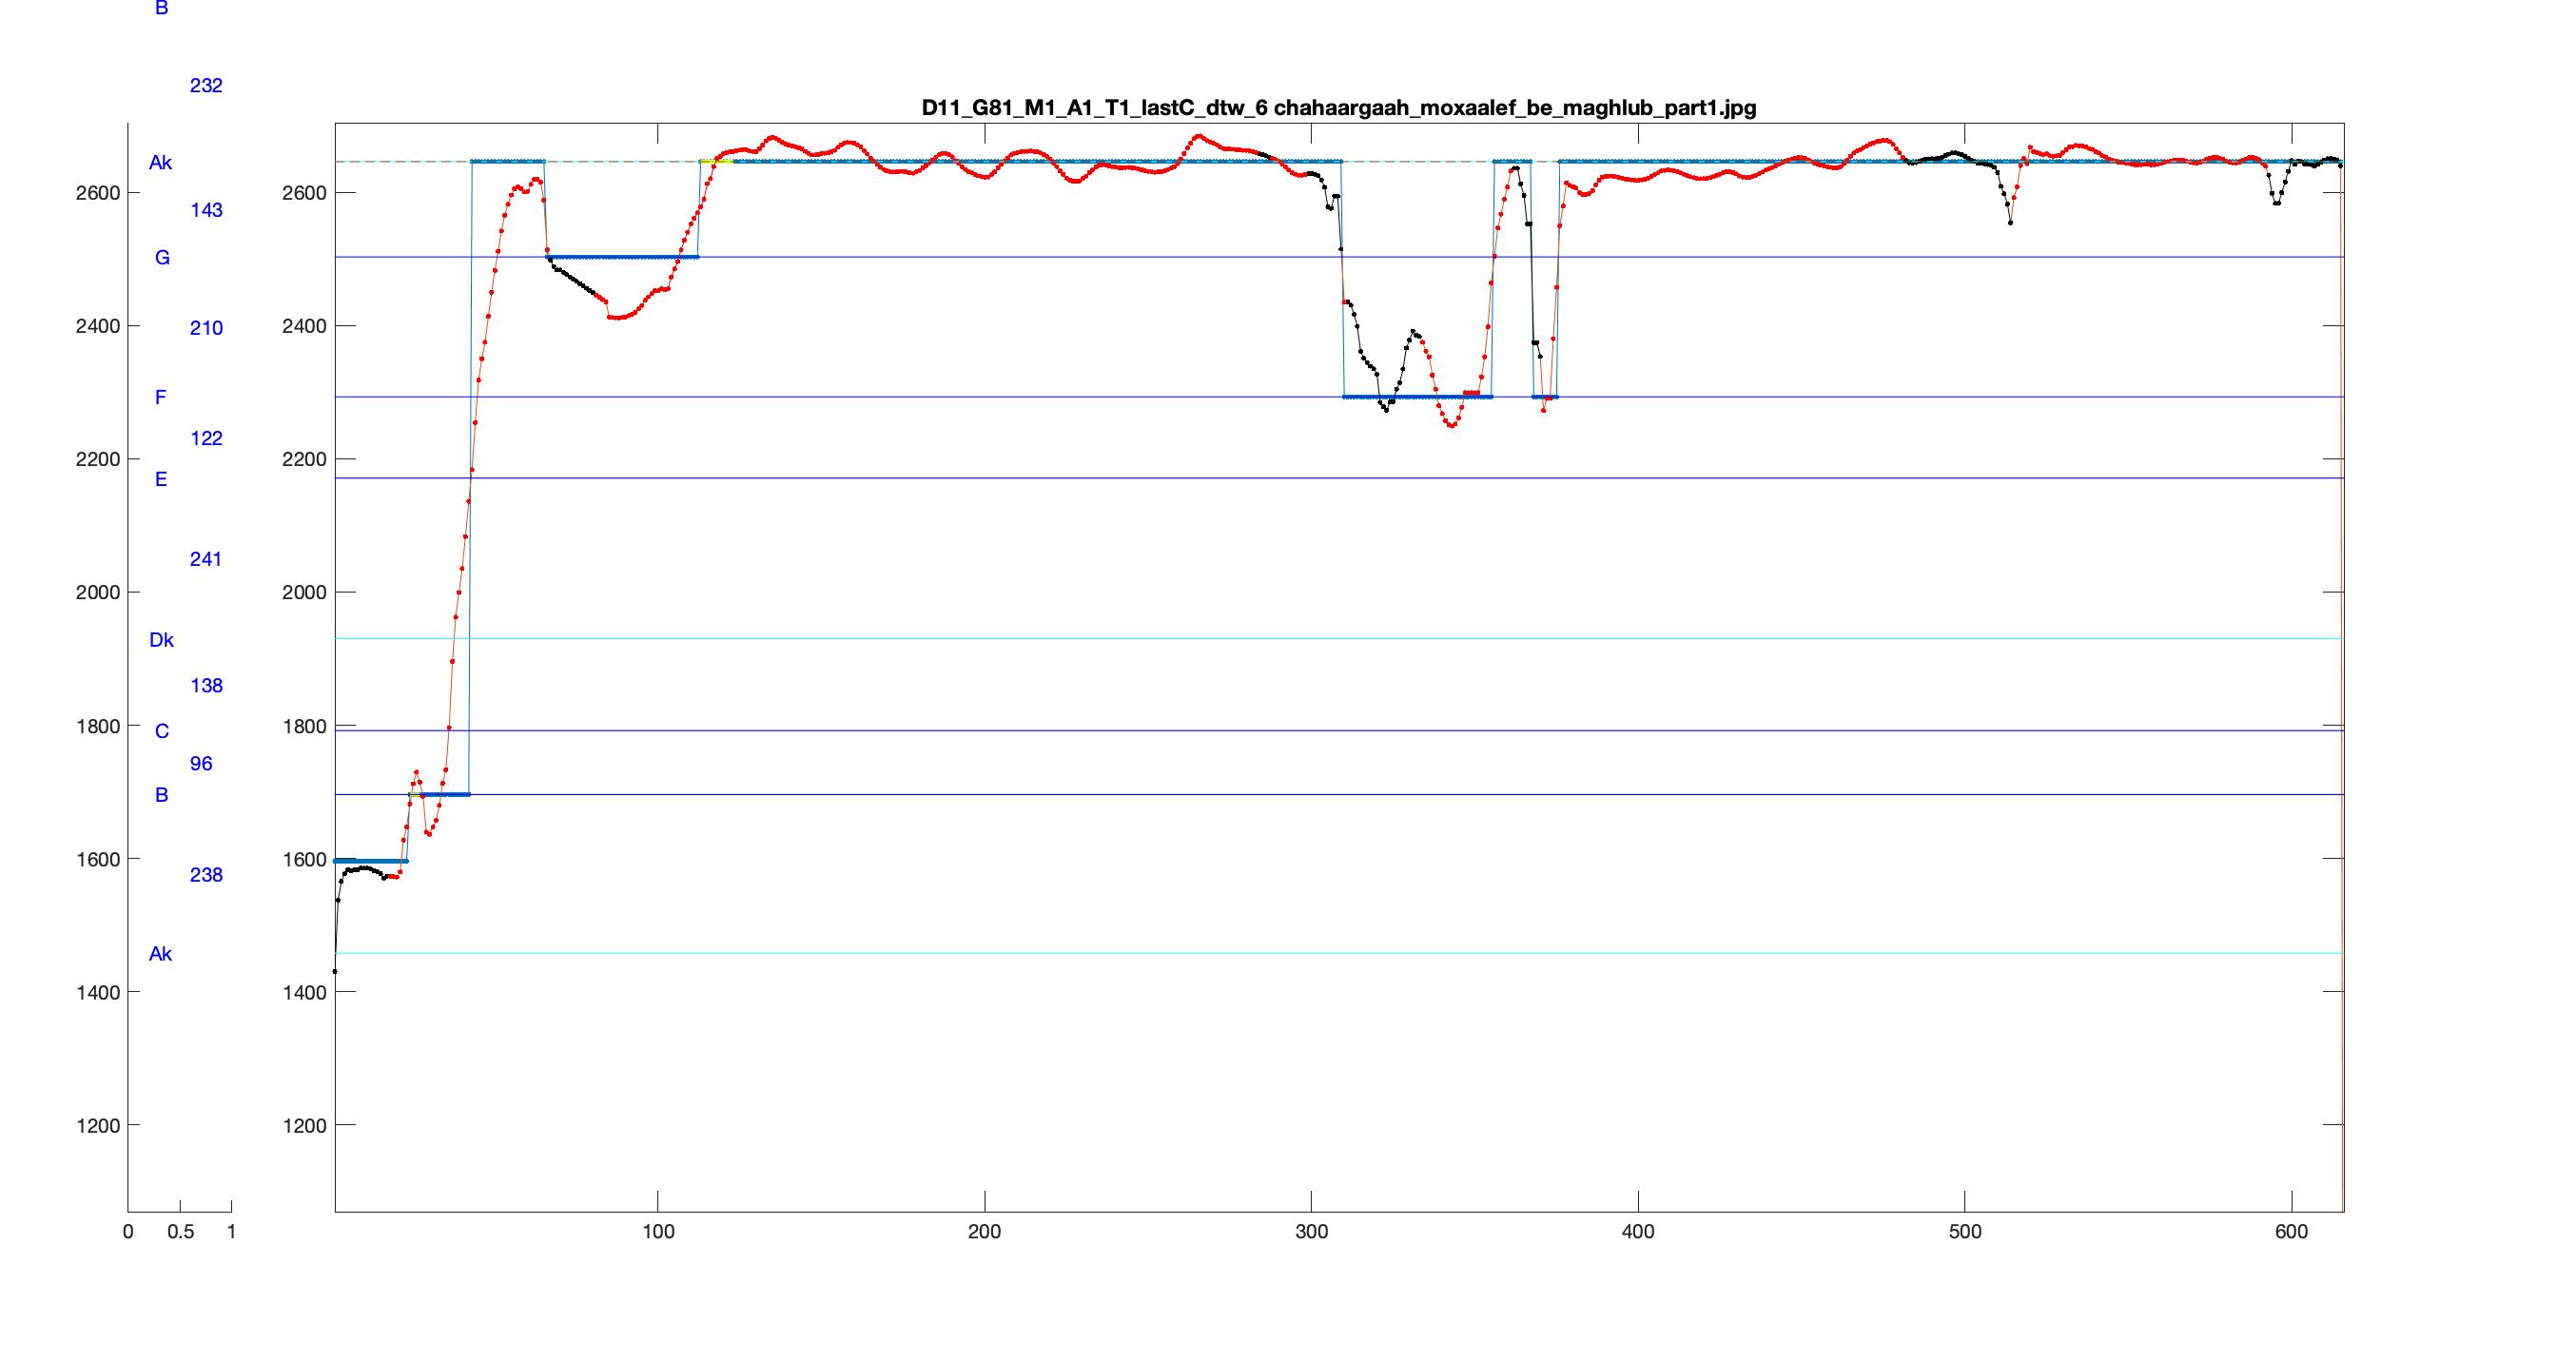 B
232
D11_G81_M1_A1_T1_lastC_dtw_6 chahaargaah_moxaalef_be_maghlub_part1.jpg
Ak
2600 2600
143
G
210
2400 2400
F
122
2200 2200
E
241
2000 2000
Dk
138
1800 1800
C
96
B
1600 1600
238
Ak
1400 1400
1200 1200
0 0.5 1 100 200 300 400 500 600